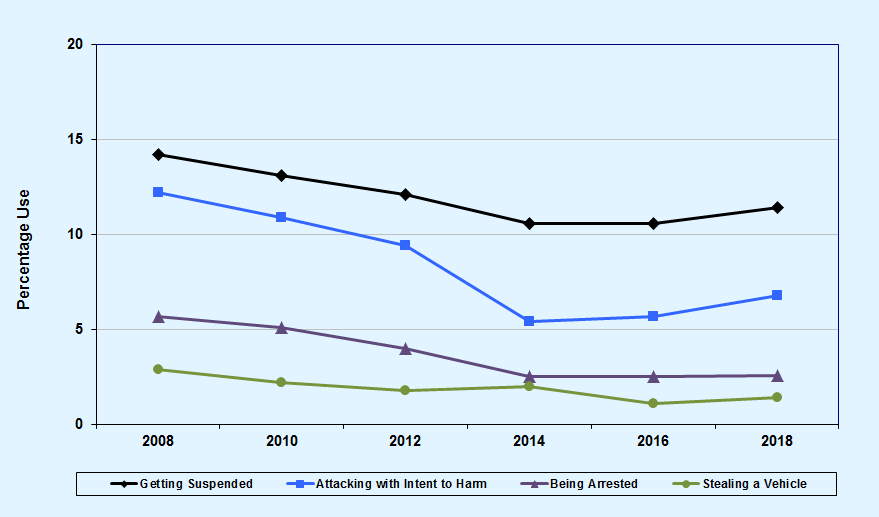 20
15
10
5
0
Percentage Use
2008 2010 2012 2014 2016 2018
Getting Suspended Attacking with Intent to Harm Being Arrested Stealing a Vehicle